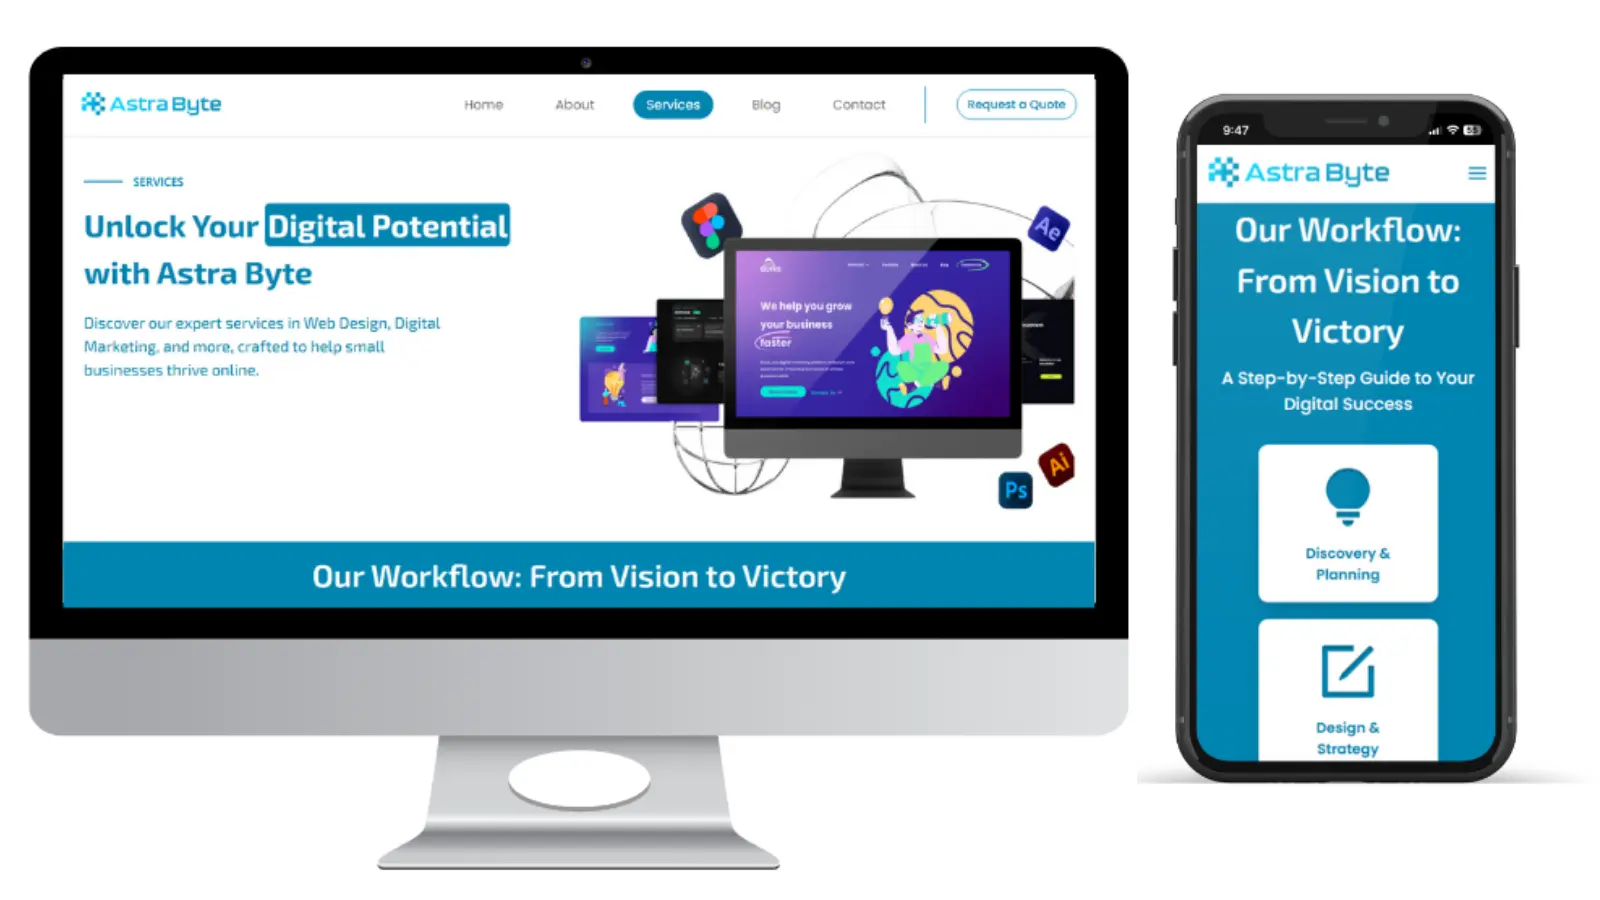 Astra Byte
Home About Services Blog Contact Request a Quote
SERVICES
Unlock Your Digital Potential
with Astra Byte
Discover our expert services in Web Design, Digital
Marketing, and more, crafted to help small
businesses thrive online.
Ae
We help you grow
your business
faster
Ai
Ps
Our Workflow: From Vision to Victory
9:47
Astra Byte
Our Workflow:
From Vision to
Victory
A Step-by-Step Guide to Your
Digital Success
Discovery &
Planning
Design &
Strategy